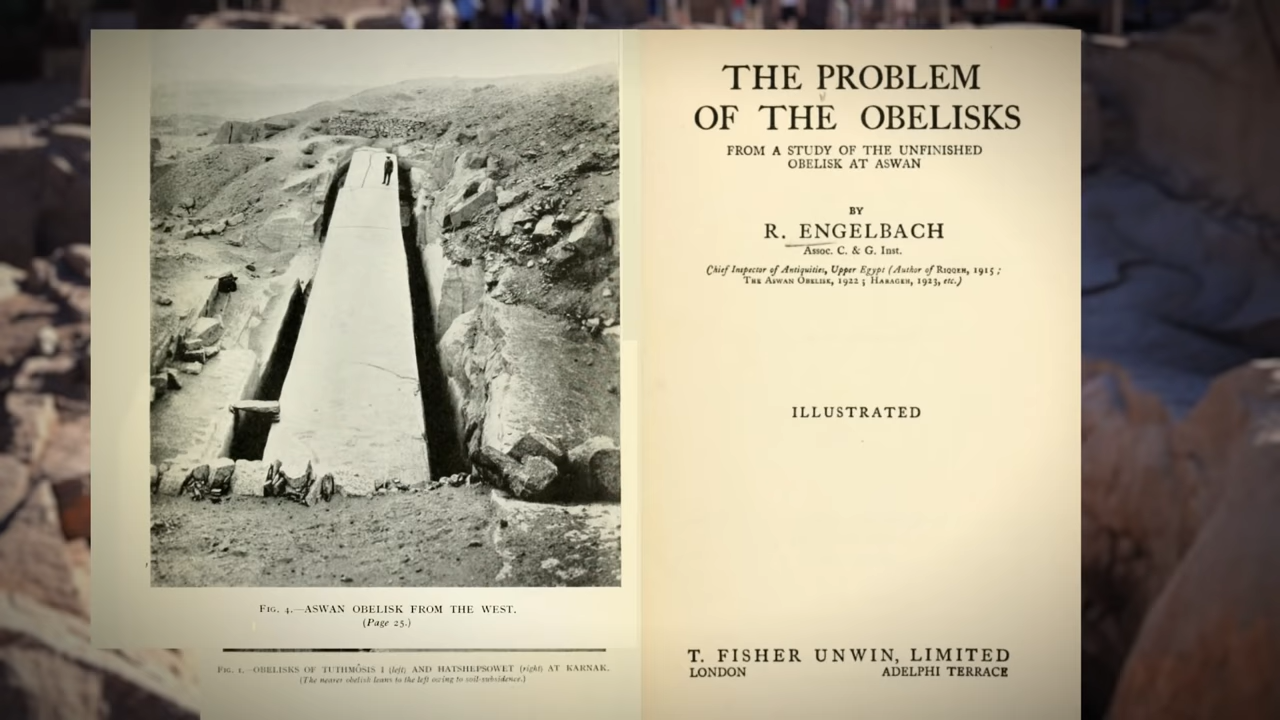 FIG. 4.—ASWAN OBELISK FROM THE WEST.
(Page 25.)
FIG. 1.—OBELISKS OF TUTHMÔSIS I (left) AND HATSHEPSOWET (right) AT KARNAK.
(The nearer obelisk leans to the left owing to soil-subsidence.)
THE PROBLEM
OF THE OBELISKS
FROM A STUDY OF THE UNFINISHED
OBELISK AT ASWAN
BY
R. ENGELBACH
Assoc. C. & G. Inst.
Chief Inspector of Antiquities, Upper Egypt (Author of RIQQEH, 1915 ;
THE ASWAN OBELISK, 1922 ; HARAGEH, 1923, etc.)
ILLUSTRATED
T. FISHER UNWIN, LIMITED
LONDON ADELPHI TERRACE